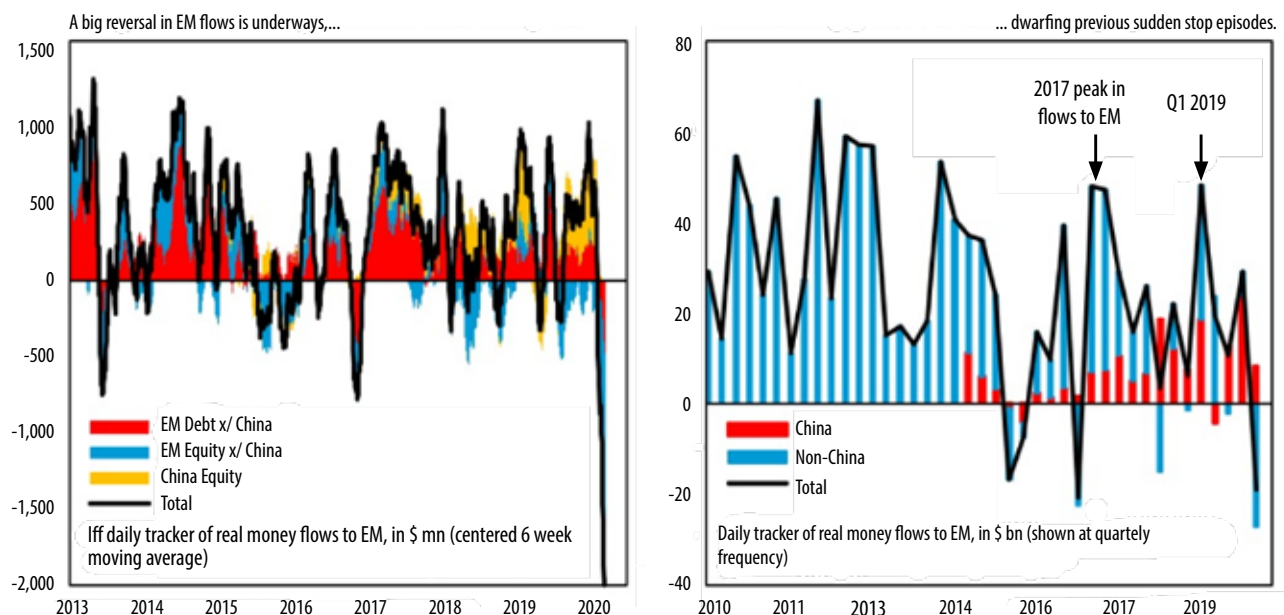 A big reversal in EM flows is underways,...
1,500
1,000
500
0
-500
-1,000
-1,500
-2,000
EM Debt x/ China
EM Equity x/ China
China Equity
Total
Iff daily tracker of real money flows to EM, in $ mn (centered 6 week
moving average)
2013 2014 2015 2016 2017 2018 2019 2020
... dwarfing previous sudden stop episodes.
80
60
40
20
0
-20
-40
2017 peak in
flows to EM
Q1 2019
China
Non-China
Total
Daily tracker of real money flows to EM, in $ bn (shown at quartely
frequency)
2010 2011 2013 2014 2016 2017 2019